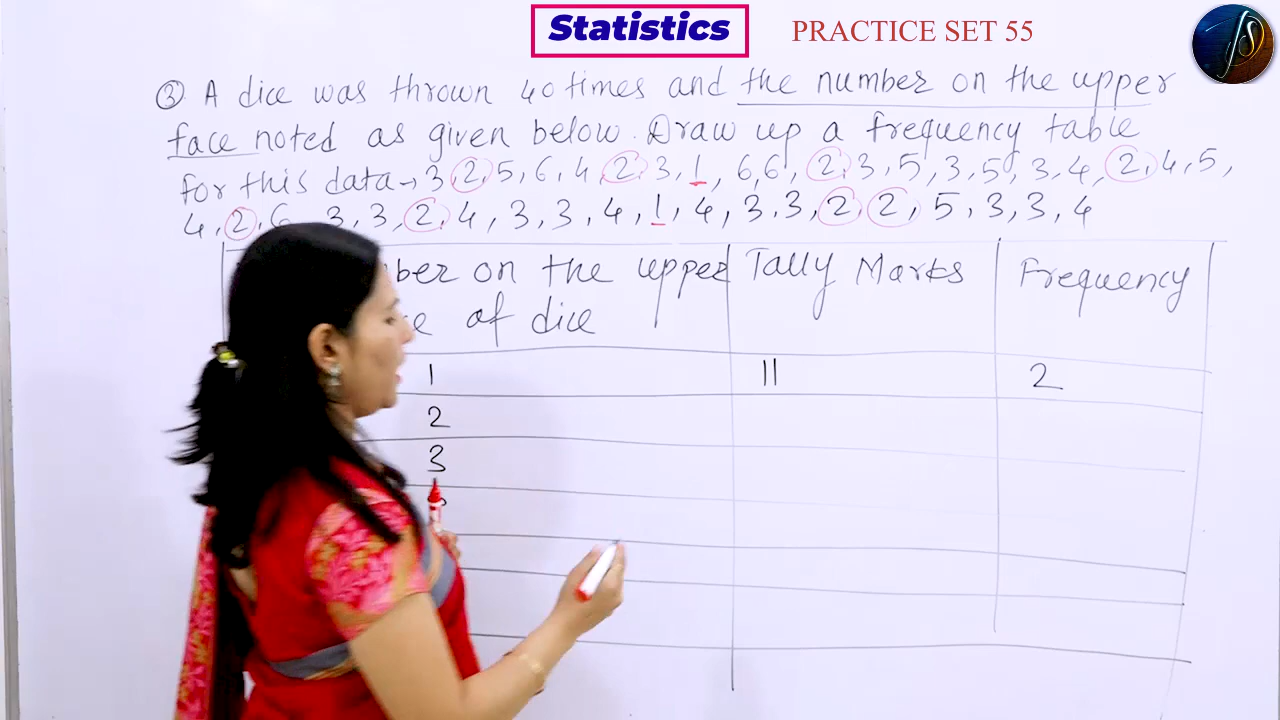 Statistics PRACTICE SET 55
③ A dice was thrown 40 times and the number on the upper
face noted as given below. Draw up a frequency table
for this data→ 3, 2, 5, 6, 4, 2, 3, 1, 6, 6, 2, 3, 5, 3, 5, 3, 4, 2, 4, 5,
4, 2, 6, 3, 3, 2, 4, 3, 3, 4, 1, 4, 3, 3, 2, 2, 5, 3, 3, 4
on the upper Tally Marks Frequency
of dice
1 || 2
2
3